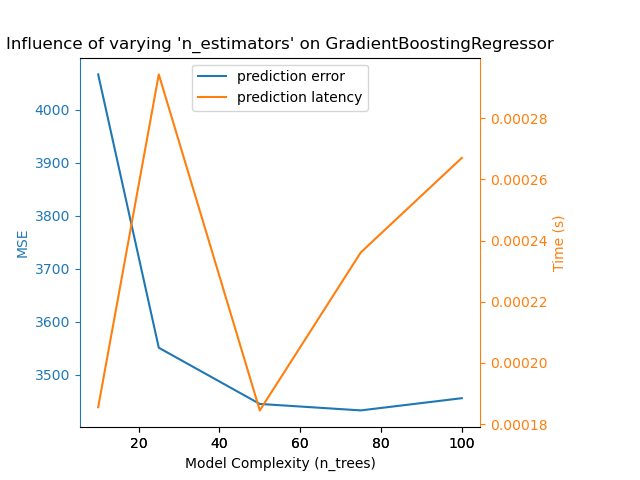 Influence of varying 'n_estimators' on GradientBoostingRegressor
prediction error
prediction latency
4000
3900
3800
3700
3600
3500
MSE
0.00028
0.00026
0.00024
0.00022
0.00020
0.00018
Time (s)
20 40 60 80 100
Model Complexity (n_trees)